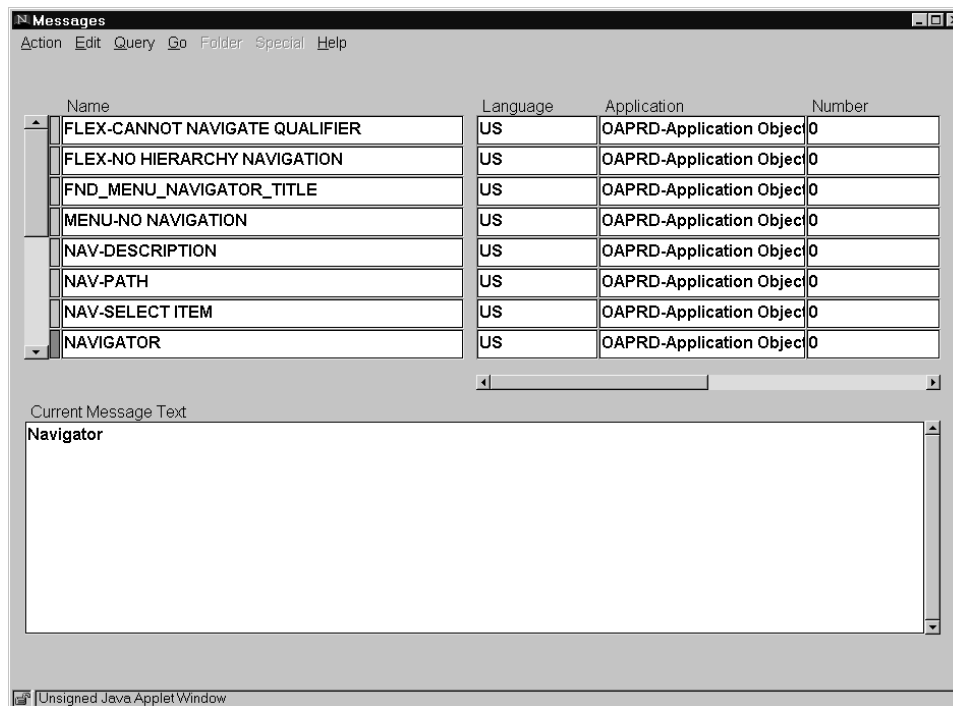 Messages
Action Edit Query Go Folder Special Help
Name Language Application Number
FLEX-CANNOT NAVIGATE QUALIFIER US OAPRD-Application Object 0
FLEX-NO HIERARCHY NAVIGATION US OAPRD-Application Object 0
FND_MENU_NAVIGATOR_TITLE US OAPRD-Application Object 0
MENU-NO NAVIGATION US OAPRD-Application Object 0
NAV-DESCRIPTION US OAPRD-Application Object 0
NAV-PATH US OAPRD-Application Object 0
NAV-SELECT ITEM US OAPRD-Application Object 0
NAVIGATOR US OAPRD-Application Object 0
Current Message Text
Navigator
Unsigned Java Applet Window